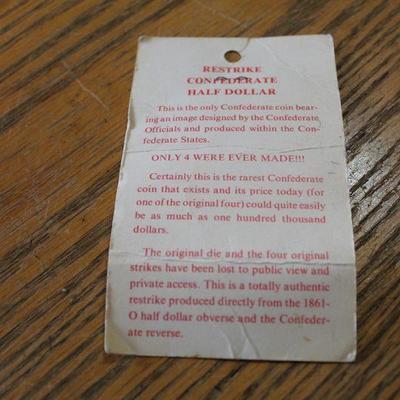 RESTRIKE
CONFEDERATE
HALF DOLLAR
This is the only Confederate coin bear-
ing an image designed by the Confederate
Officials and produced within the Con-
federate States.
ONLY 4 WERE EVER MADE!!!
Certainly this is the rarest Confederate
coin that exists and its price today (for
one of the original four) could quite easily
be as much as one hundred thousand
dollars.
The original die and the four original
strikes have been lost to public view and
private access. This is a totally authentic
restrike produced directly from the 1861-
O half dollar obverse and the Confeder-
ate reverse.